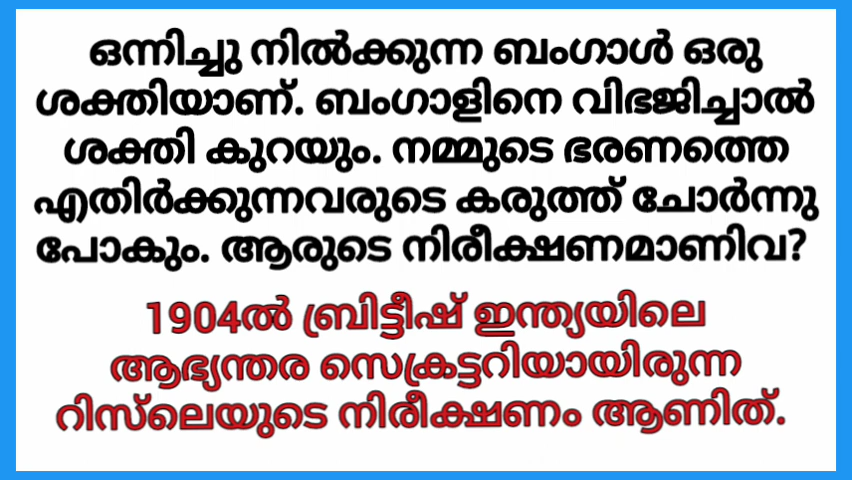 ഒന്നിച്ചു നിൽക്കുന്ന ബംഗാൾ ഒരു
ശക്തിയാണ്. ബംഗാളിനെ വിഭജിച്ചാൽ
ശക്തി കുറയും. നമ്മുടെ ഭരണത്തെ
എതിർക്കുന്നവരുടെ കരുത്ത് ചോർന്നു
പോകും. ആരുടെ നിരീക്ഷണമാണിവ?
1904ൽ ബ്രിട്ടീഷ് ഇന്ത്യയിലെ
ആഭ്യന്തര സെക്രട്ടറിയായിരുന്ന
റിസ്ലെയുടെ നിരീക്ഷണം ആണിത്.